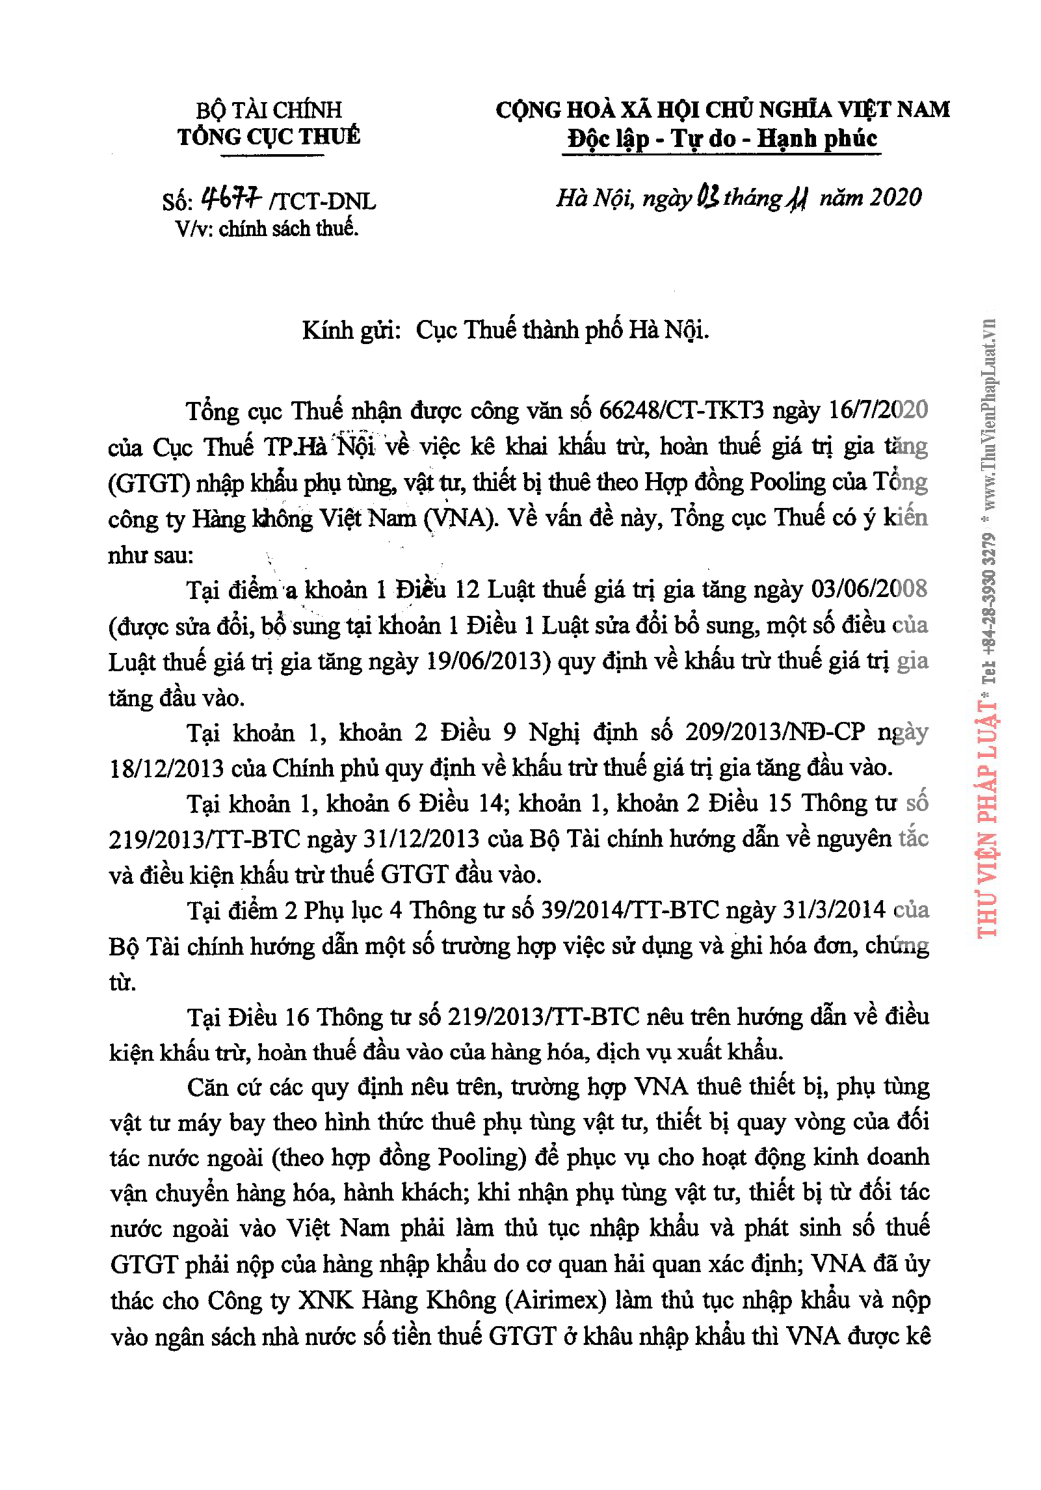 BỘ TÀI CHÍNH
TỔNG CỤC THUẾ
CỘNG HOÀ XÃ HỘI CHỦ NGHĨA VIỆT NAM
Độc lập - Tự do - Hạnh phúc
Số: 4677 /TCT-DNL
V/v: chính sách thuế.
Hà Nội, ngày 03 tháng 11 năm 2020
Kính gửi: Cục Thuế thành phố Hà Nội.
Tổng cục Thuế nhận được công văn số 66248/CT-TKT3 ngày 16/7/2020
của Cục Thuế TP.Hà Nội về việc kê khai khấu trừ, hoàn thuế giá trị gia tăng
(GTGT) nhập khẩu phụ tùng, vật tư, thiết bị thuê theo Hợp đồng Pooling của Tổng
công ty Hàng không Việt Nam (VNA). Về vấn đề này, Tổng cục Thuế có ý kiến
như sau:
Tại điểm a khoản 1 Điều 12 Luật thuế giá trị gia tăng ngày 03/06/2008
(được sửa đổi, bổ sung tại khoản 1 Điều 1 Luật sửa đổi bổ sung, một số điều của
Luật thuế giá trị gia tăng ngày 19/06/2013) quy định về khấu trừ thuế giá trị gia
tăng đầu vào.
Tại khoản 1, khoản 2 Điều 9 Nghị định số 209/2013/NĐ-CP ngày
18/12/2013 của Chính phủ quy định về khấu trừ thuế giá trị gia tăng đầu vào.
Tại khoản 1, khoản 6 Điều 14; khoản 1, khoản 2 Điều 15 Thông tư số
219/2013/TT-BTC ngày 31/12/2013 của Bộ Tài chính hướng dẫn về nguyên tắc
và điều kiện khấu trừ thuế GTGT đầu vào.
Tại điểm 2 Phụ lục 4 Thông tư số 39/2014/TT-BTC ngày 31/3/2014 của
Bộ Tài chính hướng dẫn một số trường hợp việc sử dụng và ghi hóa đơn, chứng
từ.
Tại Điều 16 Thông tư số 219/2013/TT-BTC nêu trên hướng dẫn về điều
kiện khấu trừ, hoàn thuế đầu vào của hàng hóa, dịch vụ xuất khẩu.
Căn cứ các quy định nêu trên, trường hợp VNA thuê thiết bị, phụ tùng
vật tư máy bay theo hình thức thuê phụ tùng vật tư, thiết bị quay vòng của đối
tác nước ngoài (theo hợp đồng Pooling) để phục vụ cho hoạt động kinh doanh
vận chuyển hàng hóa, hành khách; khi nhận phụ tùng vật tư, thiết bị từ đối tác
nước ngoài vào Việt Nam phải làm thủ tục nhập khẩu và phát sinh số thuế
GTGT phải nộp của hàng nhập khẩu do cơ quan hải quan xác định; VNA đã ủy
thác cho Công ty XNK Hàng Không (Airimex) làm thủ tục nhập khẩu và nộp
vào ngân sách nhà nước số tiền thuế GTGT ở khâu nhập khẩu thì VNA được kê
THƯ VIỆN PHÁP LUẬT * Tel: +84-28-3930 3279 * www.ThuVienPhapLuat.vn